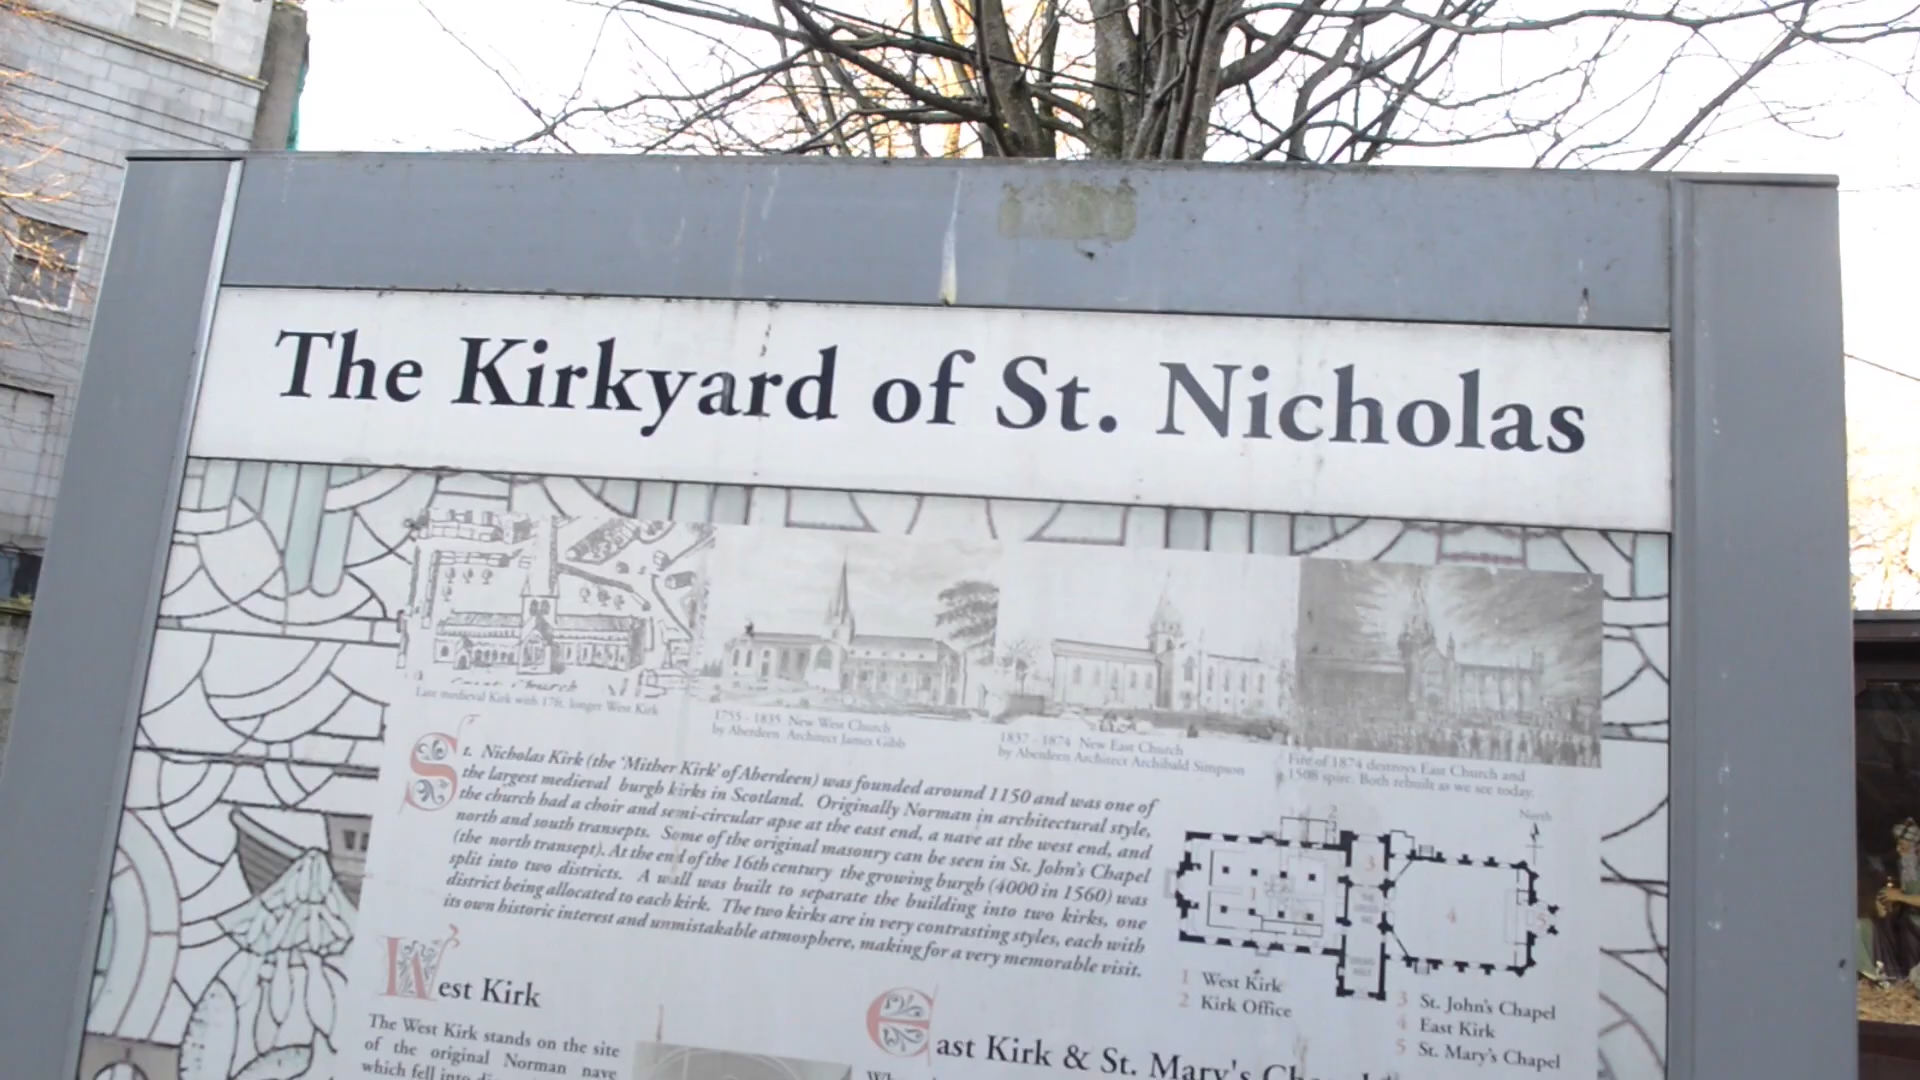 The Kirkyard of St. Nicholas
Late medieval Kirk with 17ft. longer West Kirk
1755 - 1835 New West Church
by Aberdeen Architect James Gibb
1837 - 1874 New East Church
by Aberdeen Architect Archibald Simpson
Fire of 1874 destroys East Church and
1508 spire. Both rebuilt as we see today.
St. Nicholas Kirk (the 'Mither Kirk' of Aberdeen) was founded around 1150 and was one of
the largest medieval burgh kirks in Scotland. Originally Norman in architectural style,
the church had a choir and semi-circular apse at the east end, a nave at the west end, and
north and south transepts. Some of the original masonry can be seen in St. John's Chapel
(the north transept). At the end of the 16th century the growing burgh (4000 in 1560) was
split into two districts. A wall was built to separate the building into two kirks, one
district being allocated to each kirk. The two kirks are in very contrasting styles, each with
its own historic interest and unmistakable atmosphere, making for a very memorable visit.
North
1
2
3
4
5
1 West Kirk
2 Kirk Office
3 St. John's Chapel
4 East Kirk
5 St. Mary's Chapel
West Kirk
The West Kirk stands on the site
of the original Norman nave
which fell into
East Kirk & St. Mary's Chapel